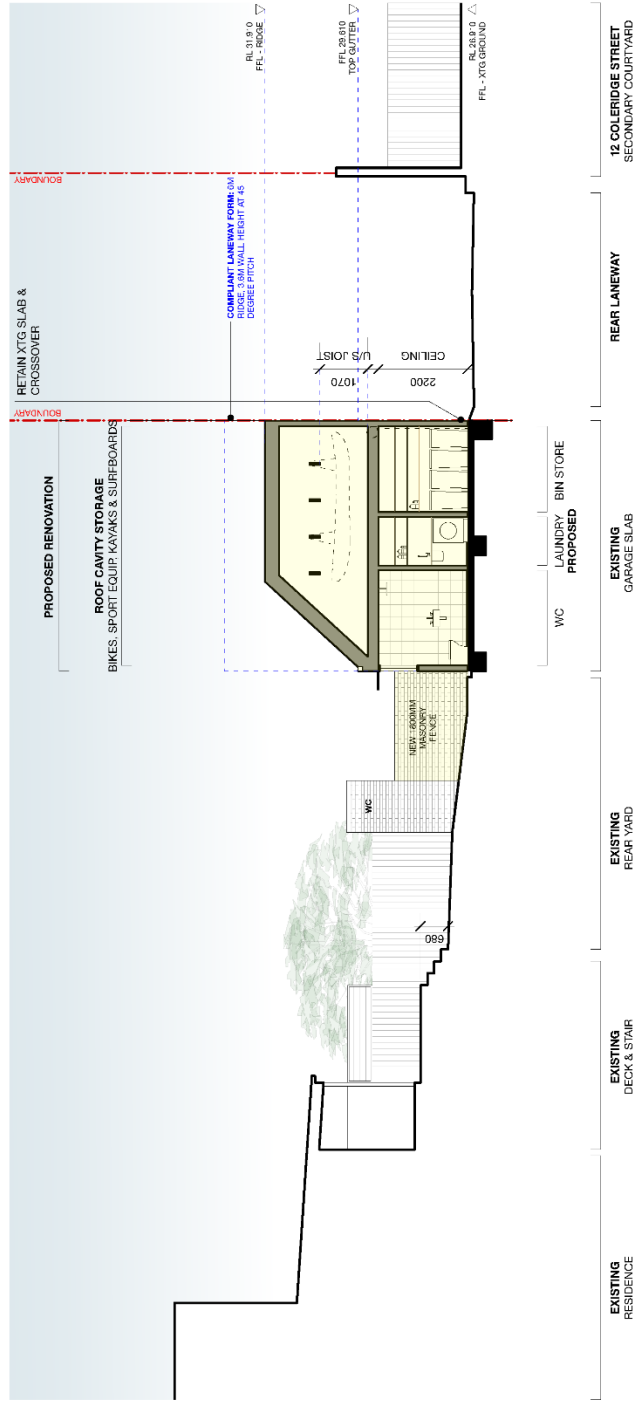 RETAIN XTG SLAB &
CROSSOVER
BOUNDARY
BOUNDARY
PROPOSED RENOVATION
ROOF CAVITY STORAGE
BIKES, SPORT EQUIP, KAYAKS & SURFBOARDS
COMPLIANT LANEWAY FORM: 6M
RIDGE, 3.6M WALL HEIGHT AT 45
DEGREE PITCH
RL 31.910
FFL - RIDGE
FFL 29.610
TOP GUTTER
RL 26.910
FFL - XTG GROUND
1070
U/S JOIST
2200
CEILING
NEW 1800MM
MASONRY
FENCE
WC
680
WC
LAUNDRY
BIN STORE
PROPOSED
EXISTING
RESIDENCE
EXISTING
DECK & STAIR
EXISTING
REAR YARD
EXISTING
GARAGE SLAB
REAR LANEWAY
12 COLERIDGE STREET
SECONDARY COURTYARD